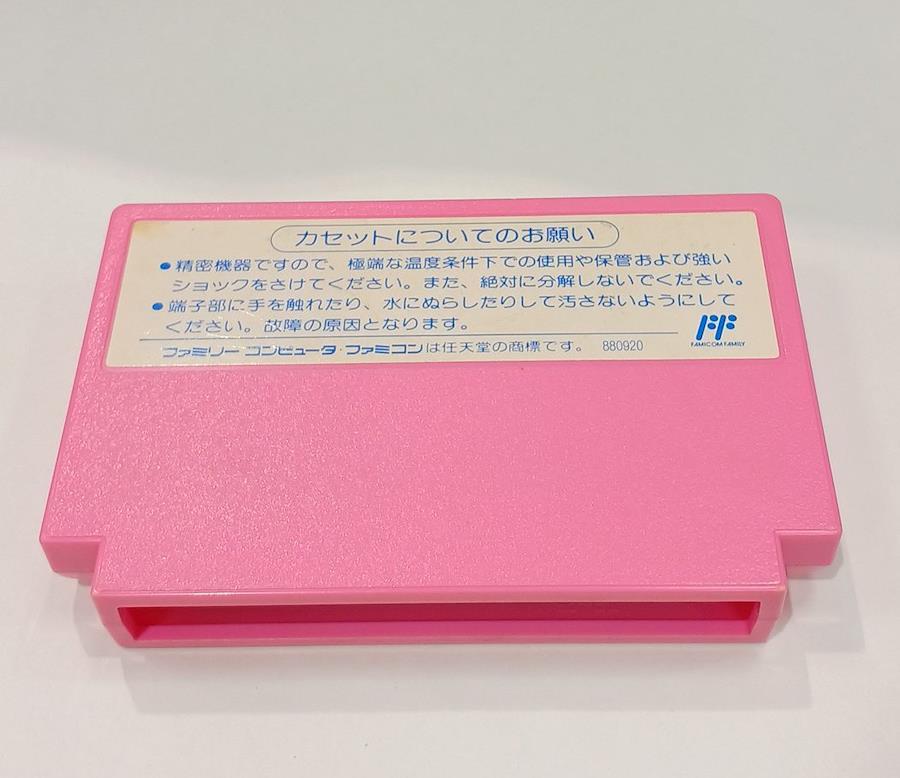 カセットについてのお願い
●精密機器ですので、極端な温度条件下での使用や保管および強い
ショックをさけてください。また、絶対に分解しないでください。
●端子部に手を触れたり、水にぬらしたりして汚さないようにして
ください。故障の原因となります。
FF
FAMICOM FAMILY
ファミリーコンピュータ・ファミコンは任天堂の商標です。 880920